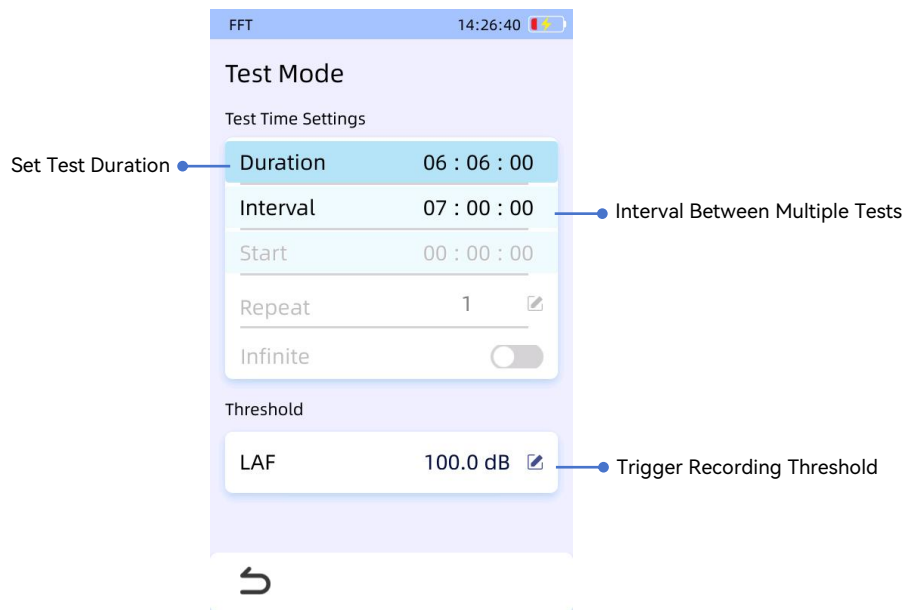 FFT 14:26:40
Test Mode
Test Time Settings
Set Test Duration Duration 06 : 06 : 00
Interval 07 : 00 : 00 Interval Between Multiple Tests
Start 00 : 00 : 00
Repeat 1
Infinite
Threshold
LAF 100.0 dB Trigger Recording Threshold